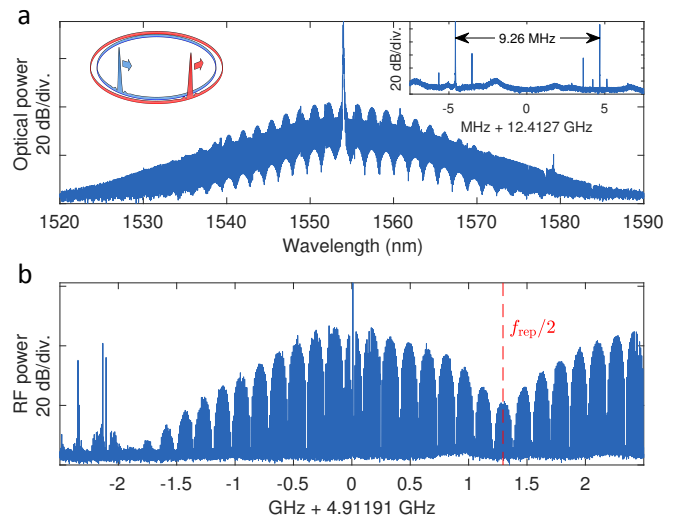 a
Optical power
20 dB/div.
20 dB/div.
9.26 MHz
-5 0 5
MHz + 12.4127 GHz
1520 1530 1540 1550 1560 1570 1580 1590
Wavelength (nm)
b
RF power
20 dB/div.
f_rep/2
-2 -1.5 -1 -0.5 0 0.5 1 1.5 2
GHz + 4.91191 GHz